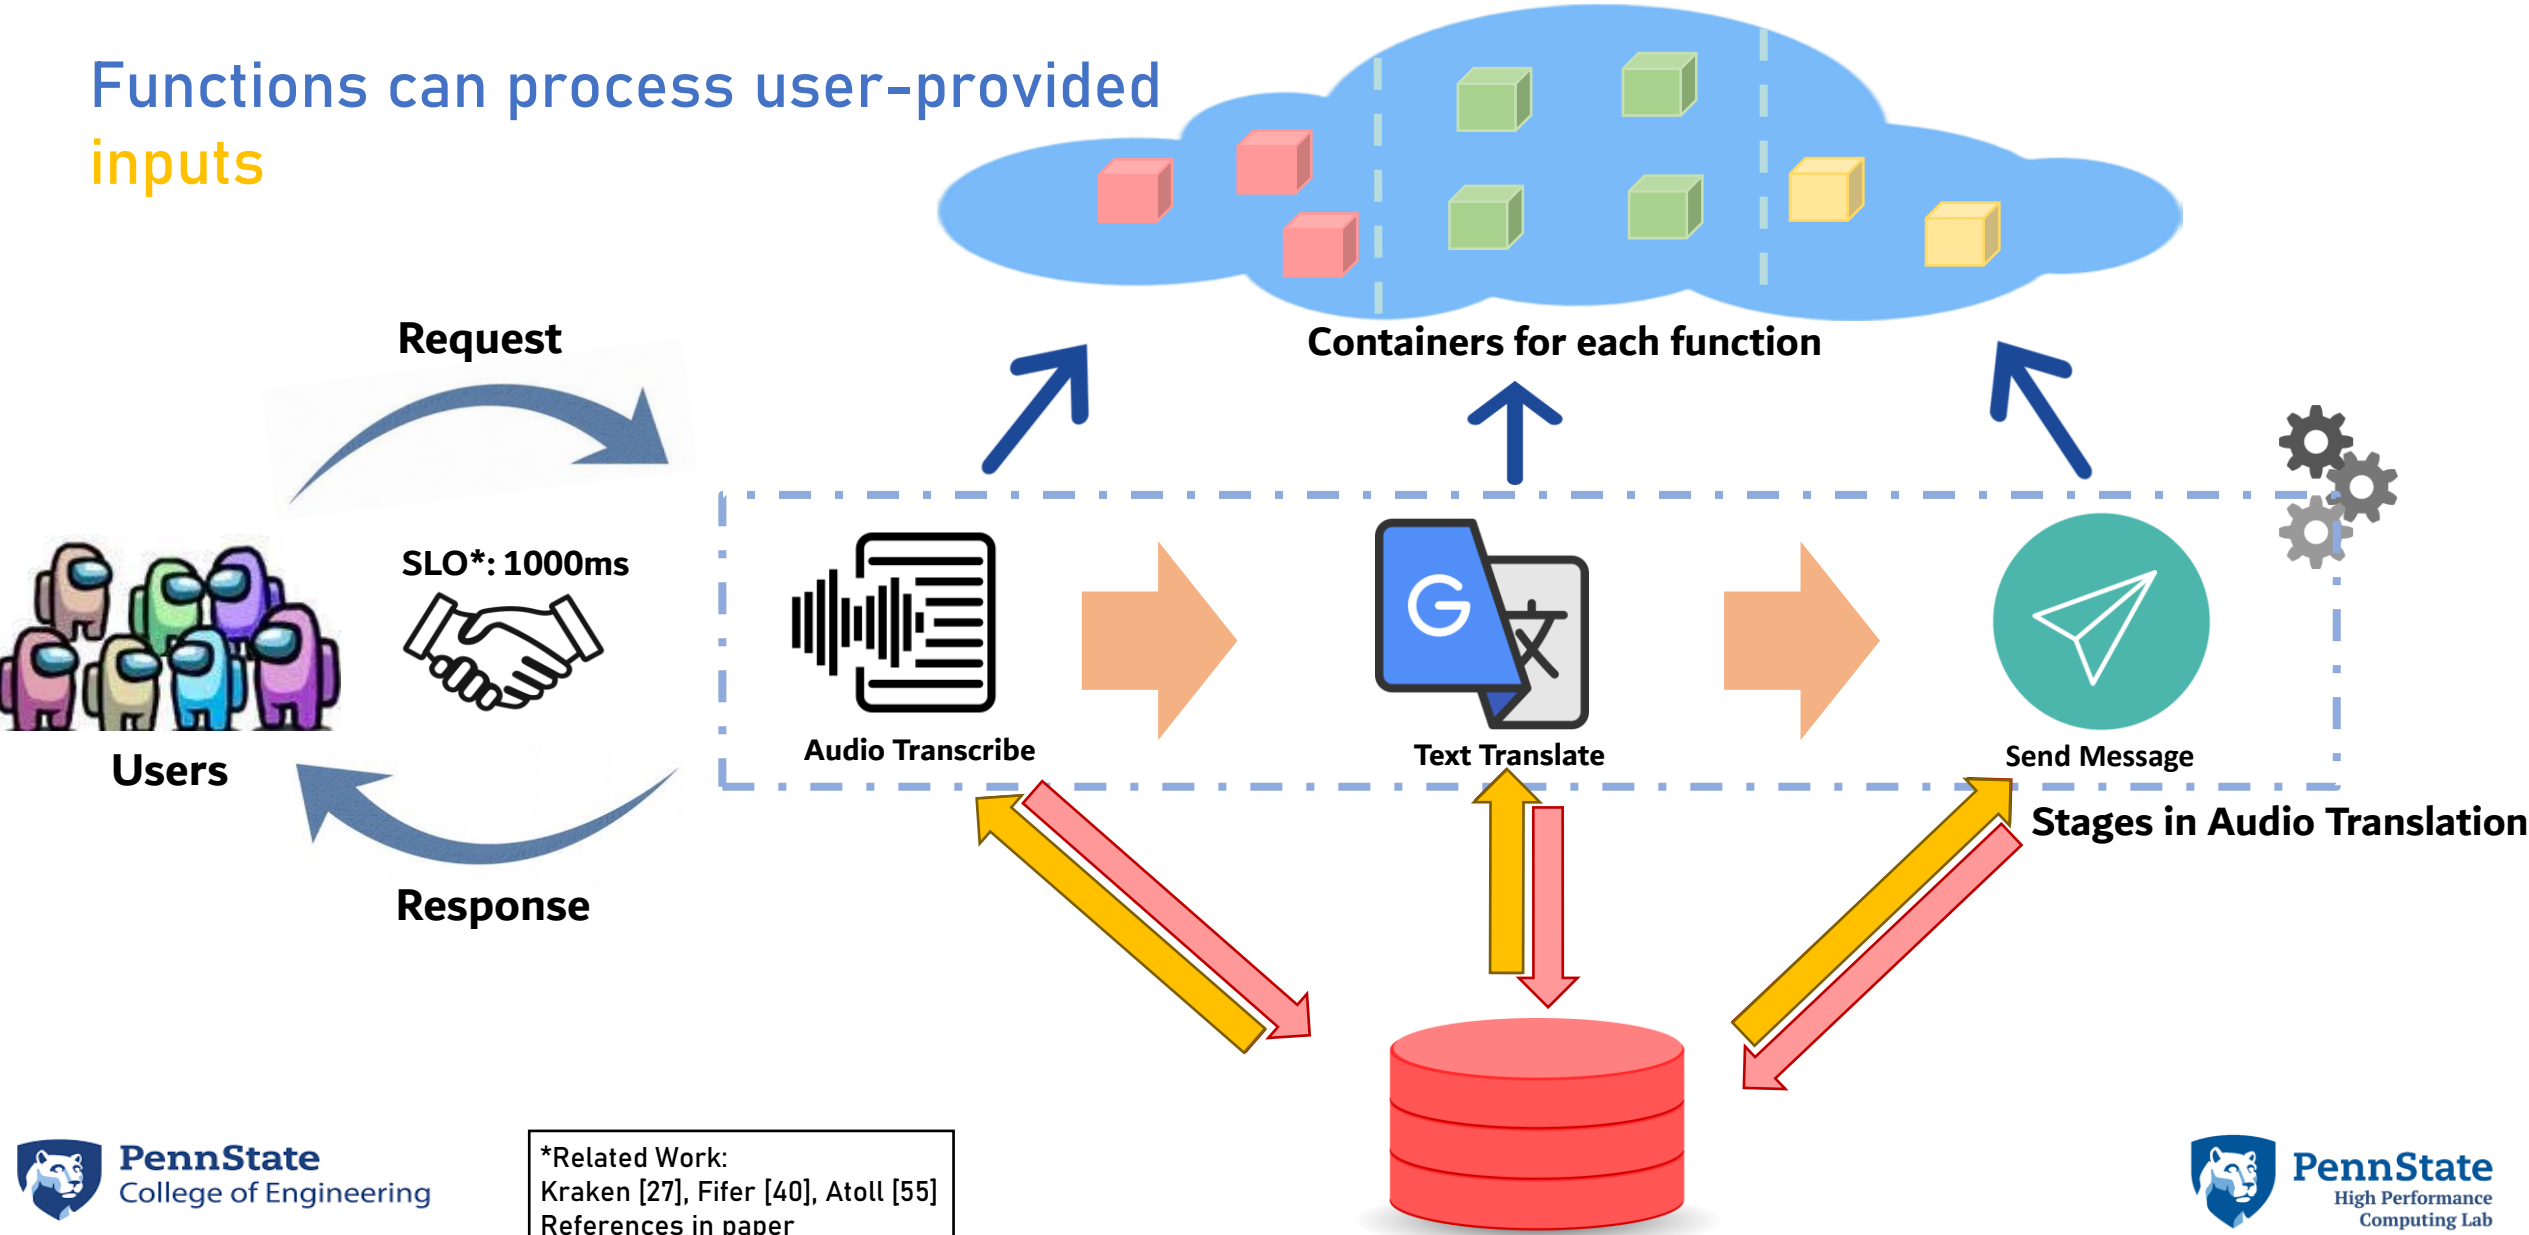 Functions can process user-provided
inputs
Request
Containers for each function
SLO*: 1000ms
G
文
Audio Transcribe
Text Translate
Send Message
Users
Stages in Audio Translation
Response
PennState
College of Engineering
*Related Work:
Kraken [27], Fifer [40], Atoll [55]
References in paper
PennState
High Performance
Computing Lab